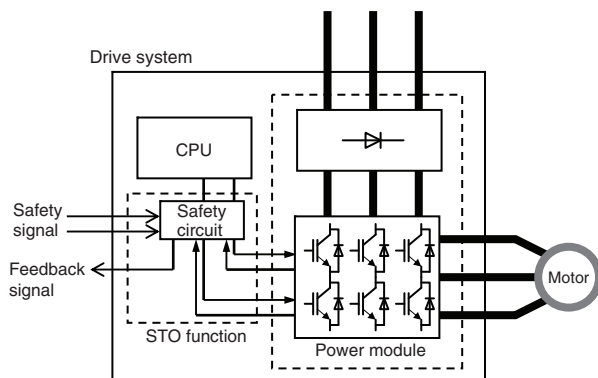 Drive system
CPU
Safety
circuit
Safety
signal
Feedback
signal
STO function
Power module
Motor